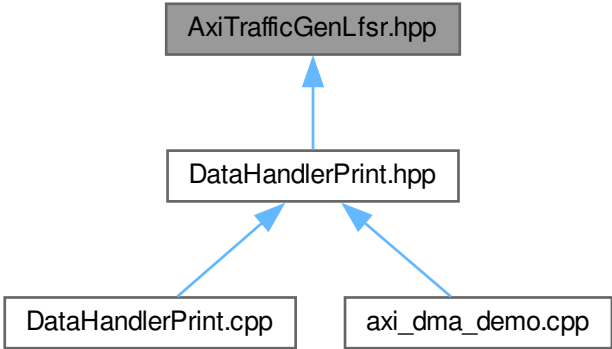 AxiTrafficGenLfsr.hpp
DataHandlerPrint.hpp
DataHandlerPrint.cpp
axi_dma_demo.cpp